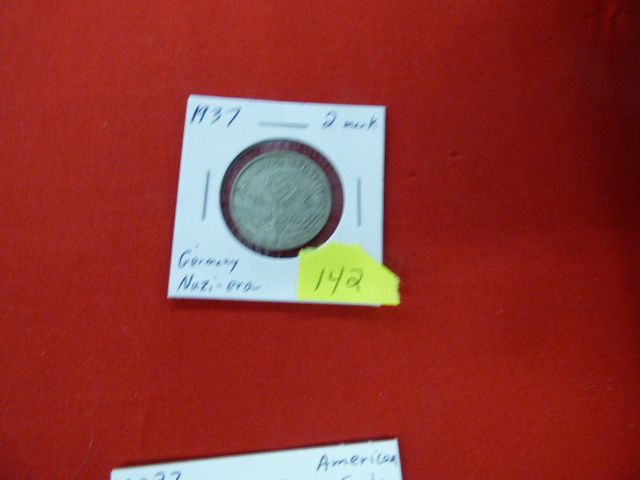 1937 2 mark
Germany
Nazi-era
142
American